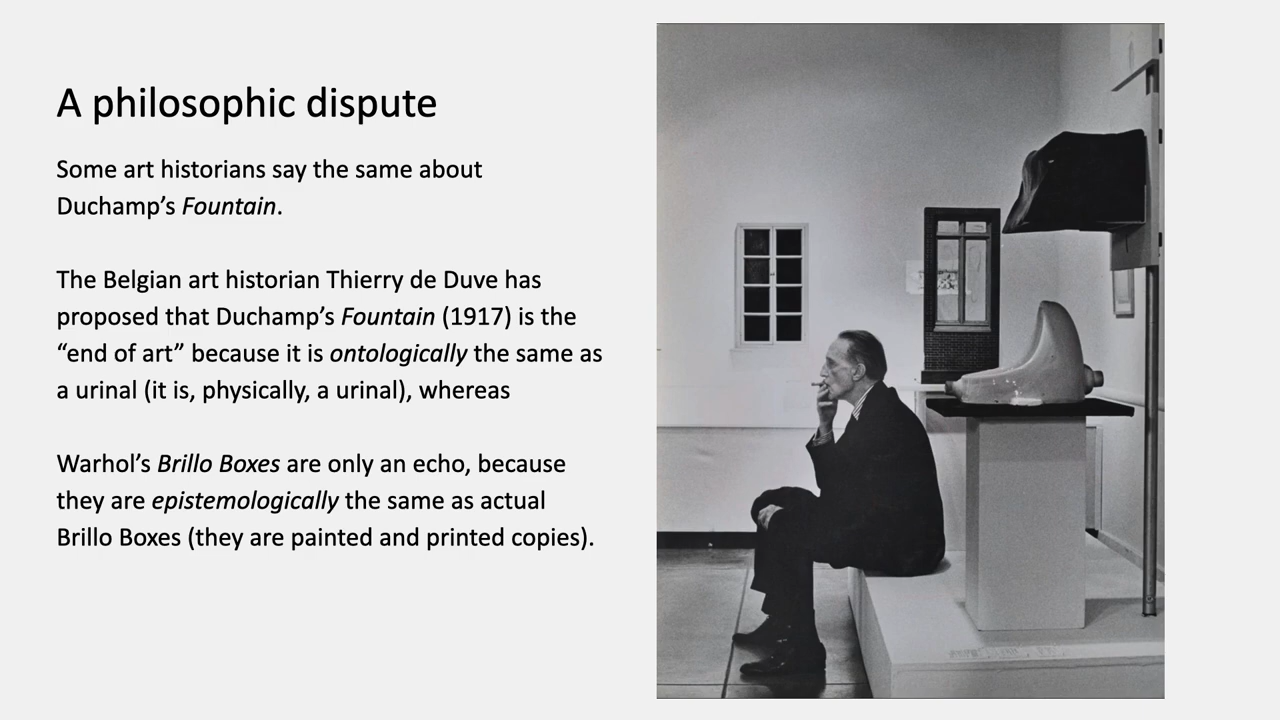 A philosophic dispute
Some art historians say the same about
Duchamp’s Fountain.
The Belgian art historian Thierry de Duve has
proposed that Duchamp’s Fountain (1917) is the
“end of art” because it is ontologically the same as
a urinal (it is, physically, a urinal), whereas
Warhol’s Brillo Boxes are only an echo, because
they are epistemologically the same as actual
Brillo Boxes (they are painted and printed copies).